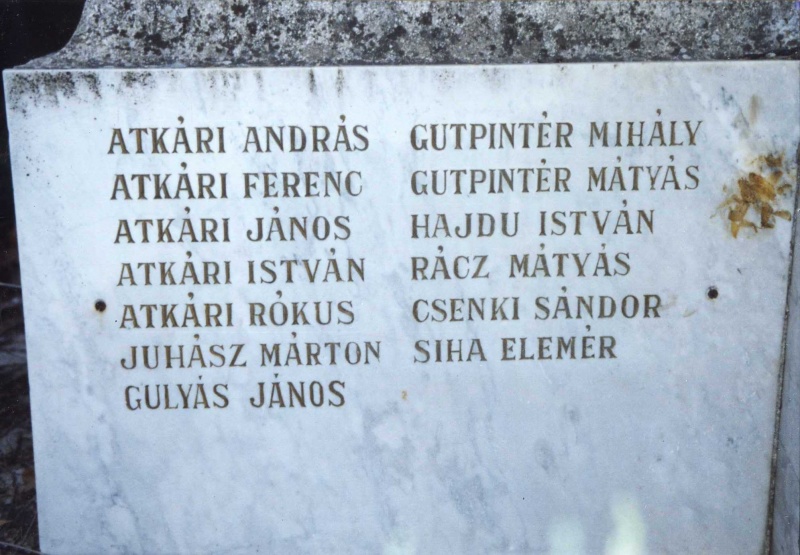 ATKÁRI ANDRÁS
ATKÁRI FERENC
ATKÁRI JÁNOS
ATKÁRI ISTVÁN
ATKÁRI RÓKUS
JUHÁSZ MÁRTON
GULYÁS JÁNOS
GUTPINTÉR MIHÁLY
GUTPINTÉR MÁTYÁS
HAJDU ISTVÁN
RÁCZ MÁTYÁS
CSENKI SÁNDOR
SIHA ELEMÉR